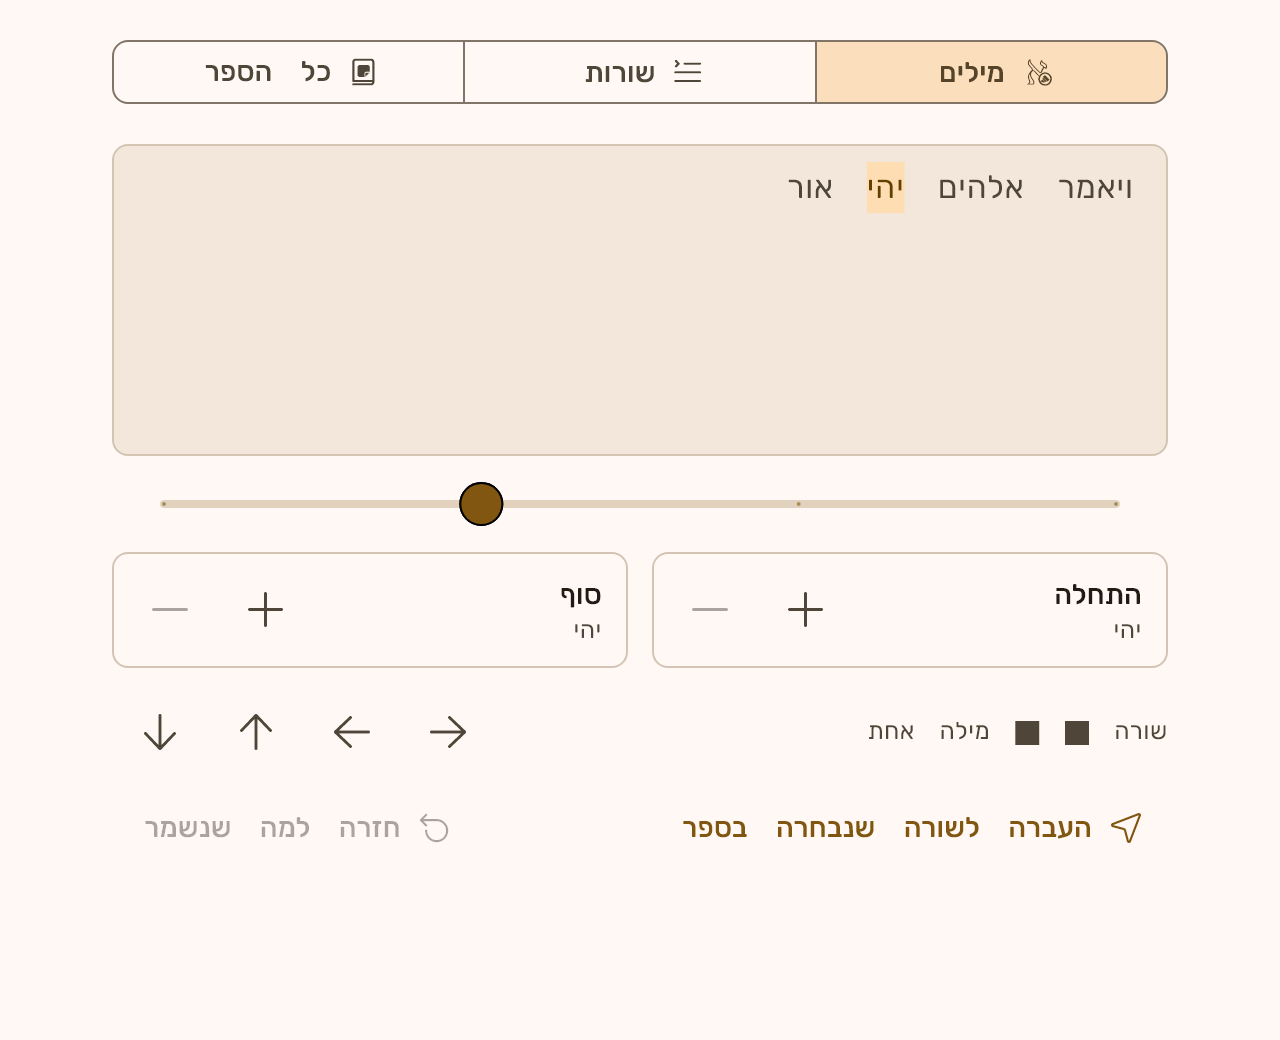 מילים
שורות
כל הספר
ויאמר אלהים יהי אור
התחלה
יהי
סוף
יהי
שורה מילה אחת
העברה לשורה שנבחרה בספר
חזרה למה שנשמר